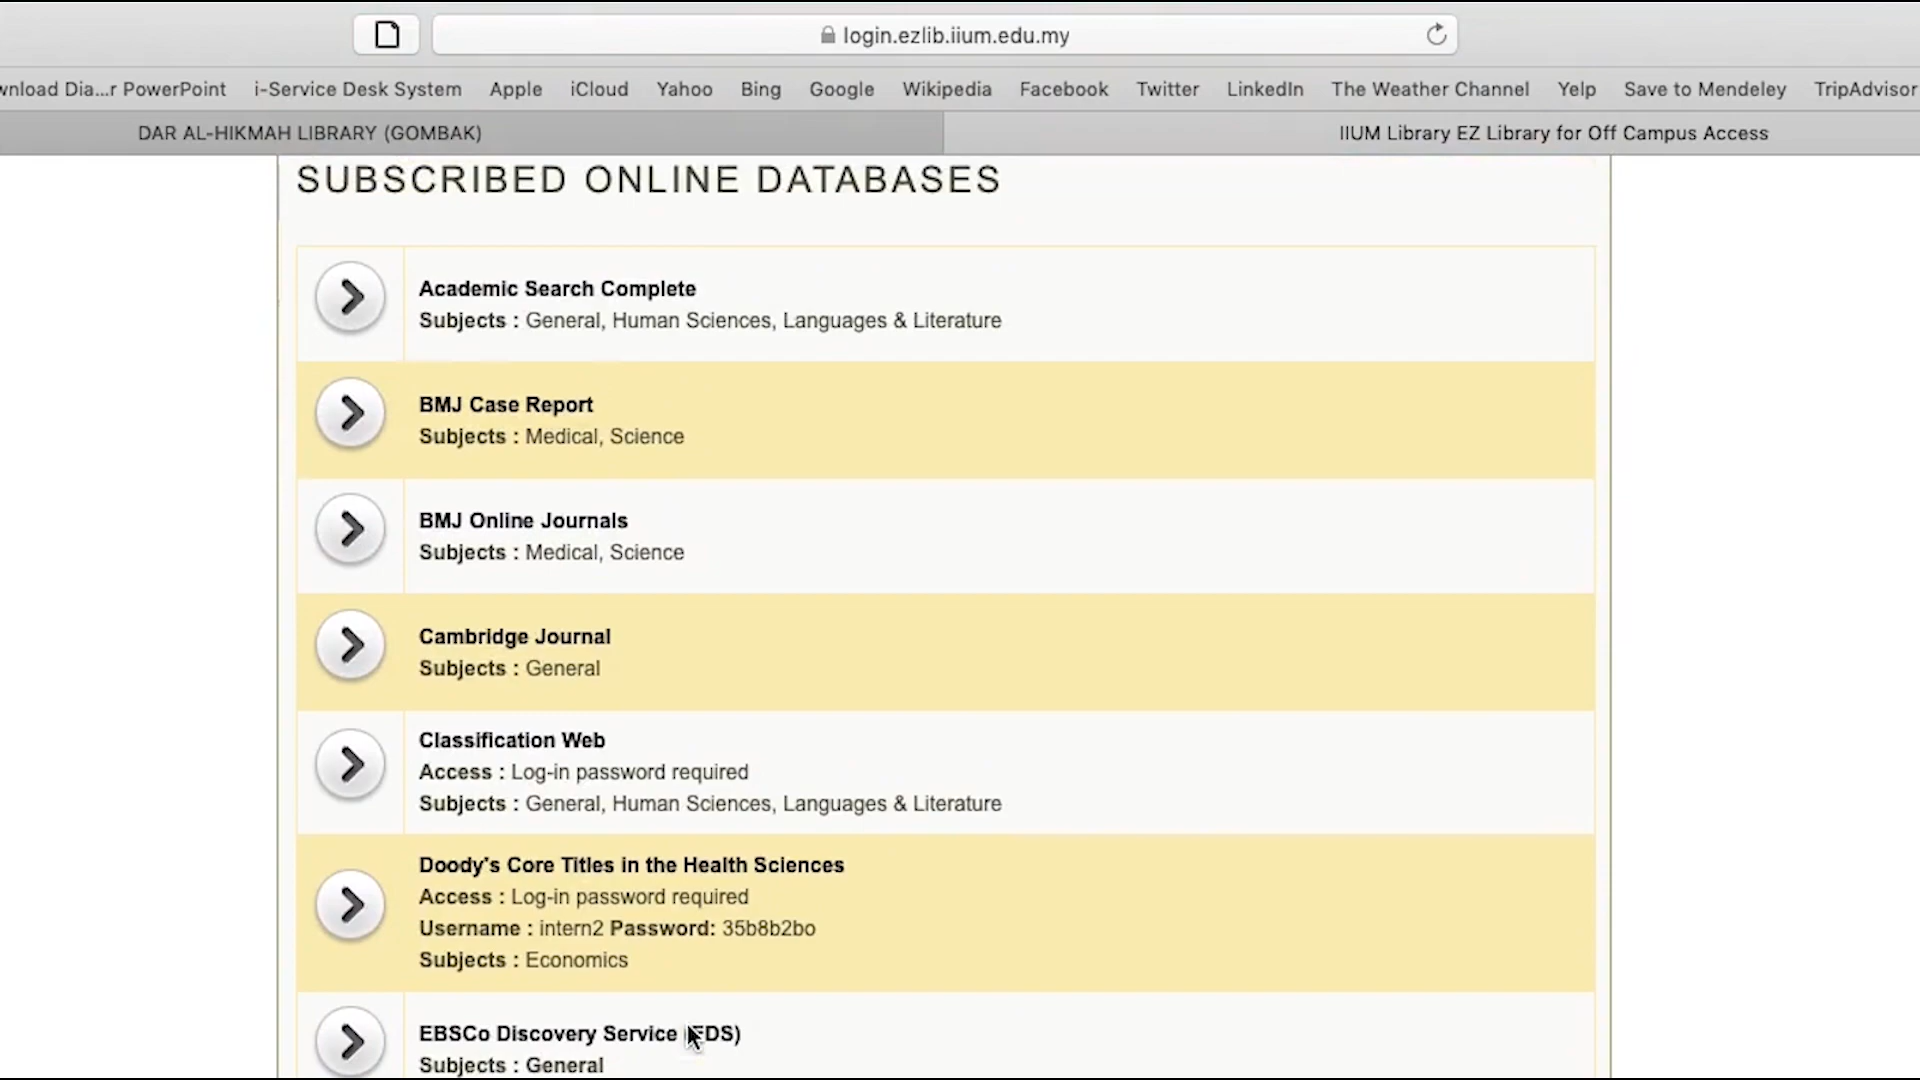 login.ezlib.iium.edu.my
wnload Dia...r PowerPoint i-Service Desk System Apple iCloud Yahoo Bing Google Wikipedia Facebook Twitter LinkedIn The Weather Channel Yelp Save to Mendeley TripAdvisor
DAR AL-HIKMAH LIBRARY (GOMBAK) IIUM Library EZ Library for Off Campus Access
SUBSCRIBED ONLINE DATABASES
Academic Search Complete
Subjects : General, Human Sciences, Languages & Literature
BMJ Case Report
Subjects : Medical, Science
BMJ Online Journals
Subjects : Medical, Science
Cambridge Journal
Subjects : General
Classification Web
Access : Log-in password required
Subjects : General, Human Sciences, Languages & Literature
Doody's Core Titles in the Health Sciences
Access : Log-in password required
Username : intern2 Password: 35b8b2bo
Subjects : Economics
EBSCo Discovery Service (EDS)
Subjects : General